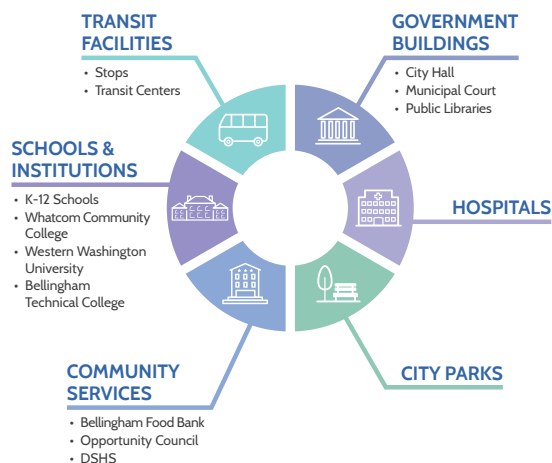 TRANSIT
FACILITIES
• Stops
• Transit Centers
GOVERNMENT
BUILDINGS
• City Hall
• Municipal Court
• Public Libraries
SCHOOLS &
INSTITUTIONS
• K-12 Schools
• Whatcom Community
College
• Western Washington
University
• Bellingham
Technical College
HOSPITALS
COMMUNITY
SERVICES
• Bellingham Food Bank
• Opportunity Council
• DSHS
CITY PARKS